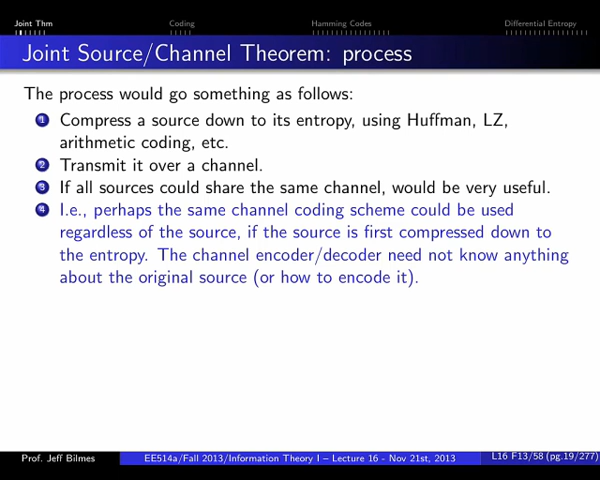 Joint Thm Coding Hamming Codes Differential Entropy
Joint Source/Channel Theorem: process
The process would go something as follows:
1 Compress a source down to its entropy, using Huffman, LZ,
arithmetic coding, etc.
2 Transmit it over a channel.
3 If all sources could share the same channel, would be very useful.
4 I.e., perhaps the same channel coding scheme could be used
regardless of the source, if the source is first compressed down to
the entropy. The channel encoder/decoder need not know anything
about the original source (or how to encode it).
Prof. Jeff Bilmes EE514a/Fall 2013/Information Theory I – Lecture 16 - Nov 21st, 2013 L16 F13/58 (pg.19/277)